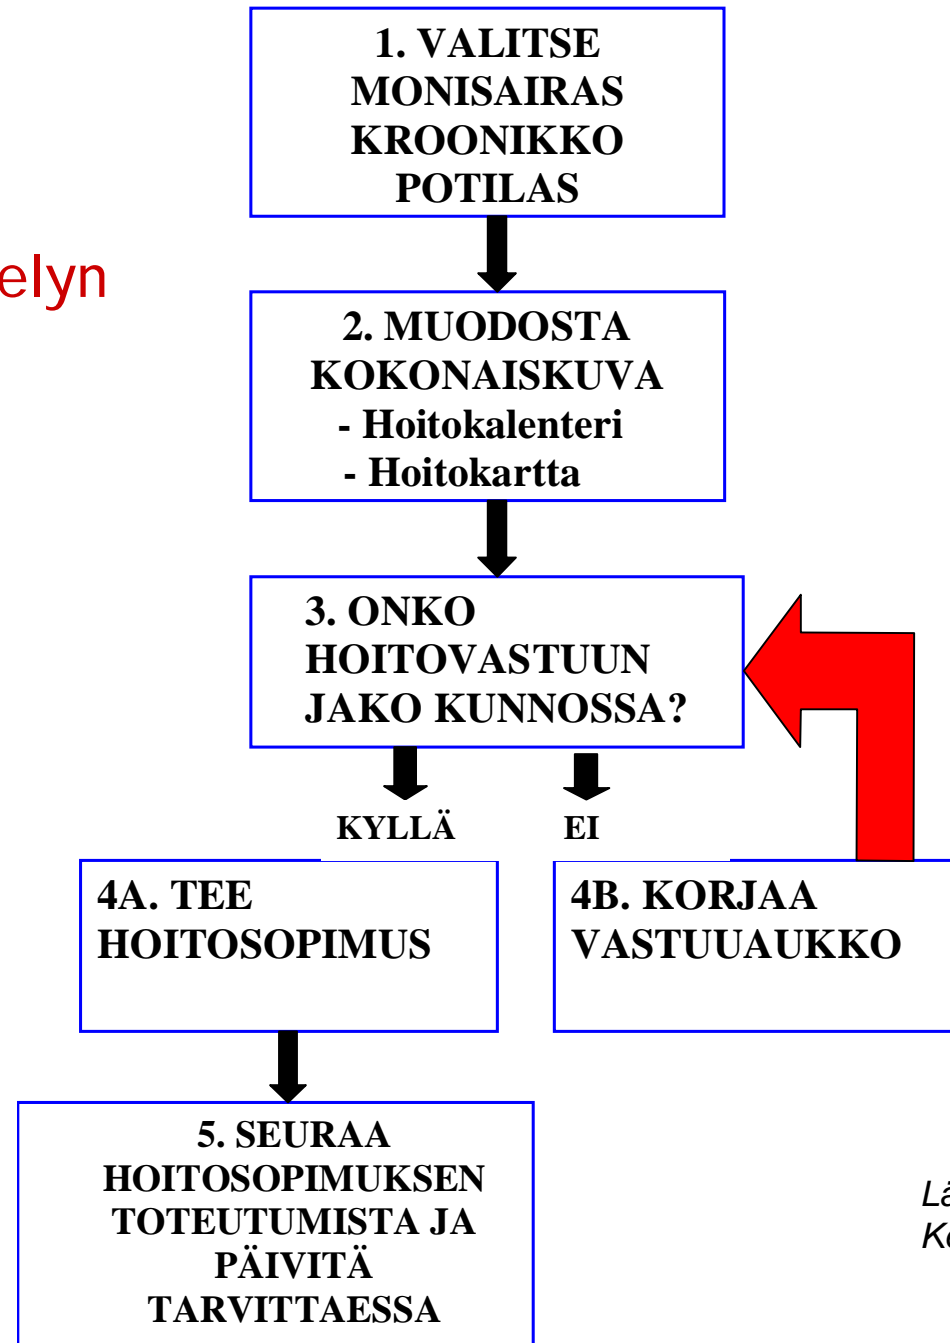 1. VALITSE
MONISAIRAS
KROONIKKO
POTILAS
elyn
2. MUODOSTA
KOKONAISKUVA
- Hoitokalenteri
- Hoitokartta
3. ONKO
HOITOVASTUUN
JAKO KUNNOSSA?
KYLLÄ EI
4A. TEE
HOITOSOPIMUS
4B. KORJAA
VASTUUAUKKO
5. SEURAA
HOITOSOPIMUKSEN
TOTEUTUMISTA JA
PÄIVITÄ
TARVITTAESSA
Lä